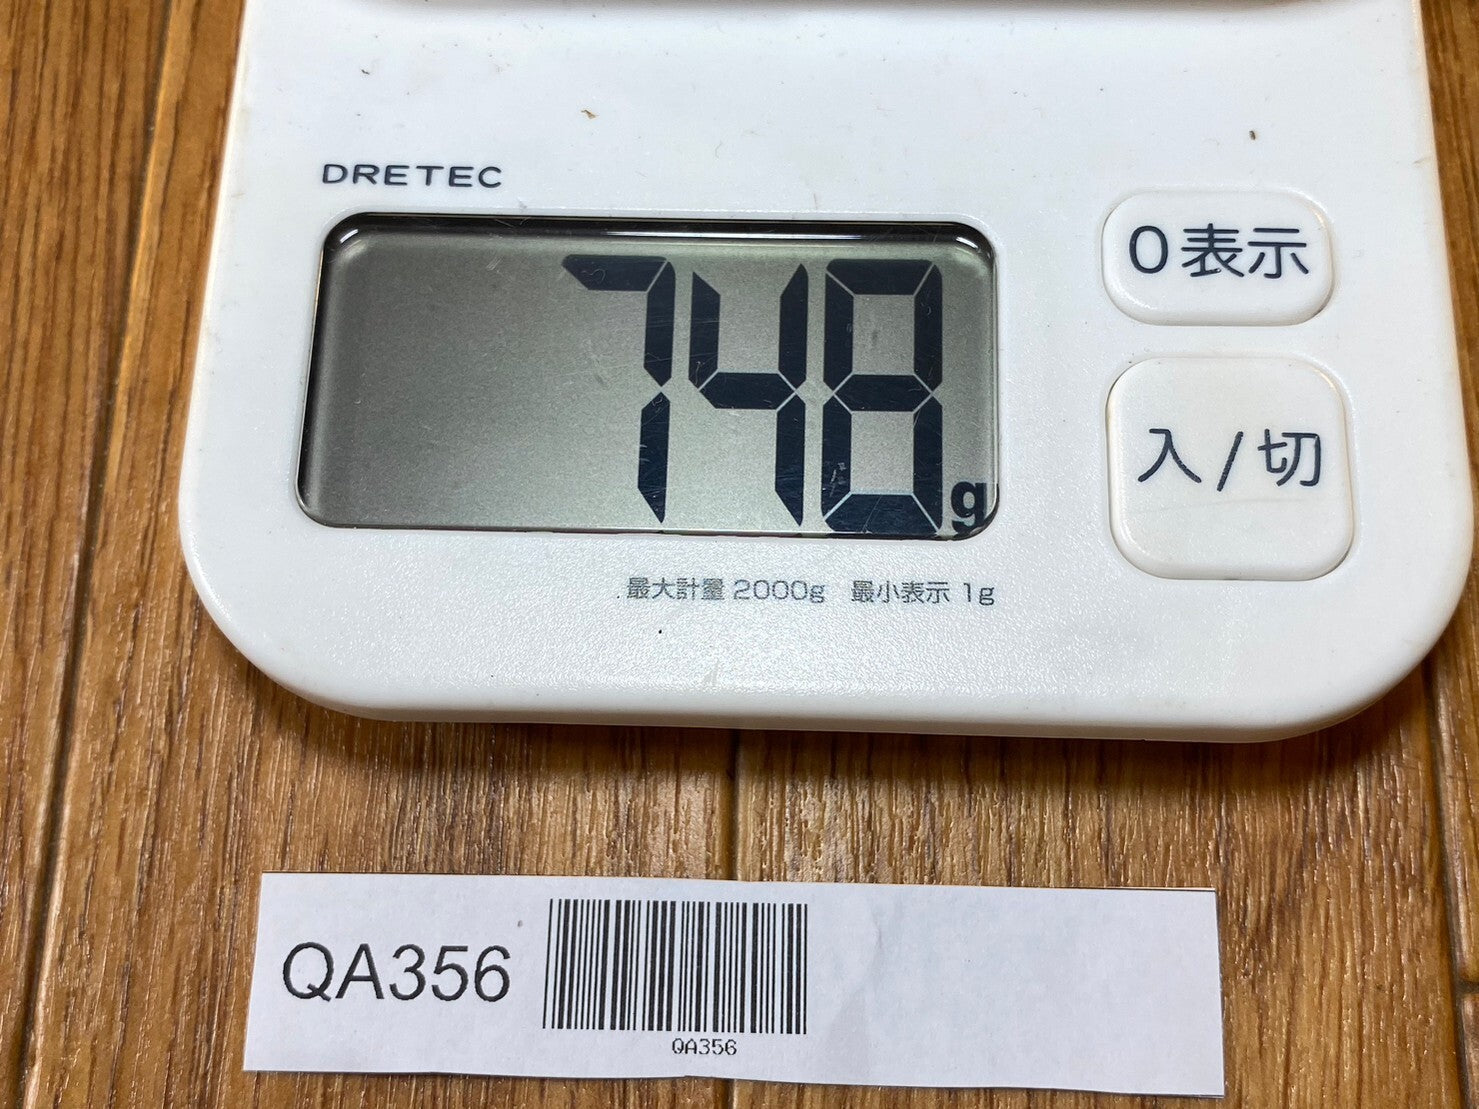 DRETEC
748g
0表示
入/切
最大計量 2000g 最小表示 1g
QA356
QA356